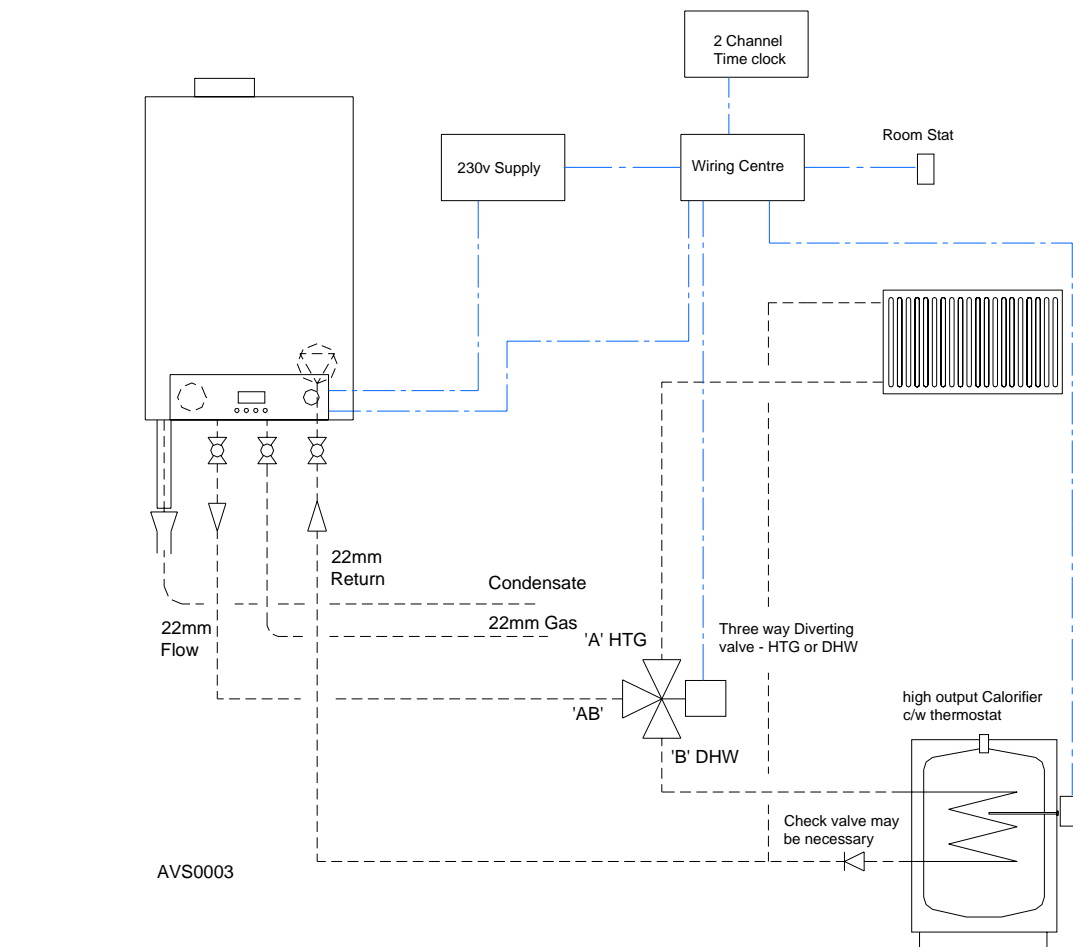 2 Channel
Time clock
Room Stat
230v Supply
Wiring Centre
22mm
Return
Condensate
22mm
Flow
22mm Gas
'A' HTG
Three way Diverting
valve - HTG or DHW
'AB'
high output Calorifier
c/w thermostat
'B' DHW
Check valve may
be necessary
AVS0003